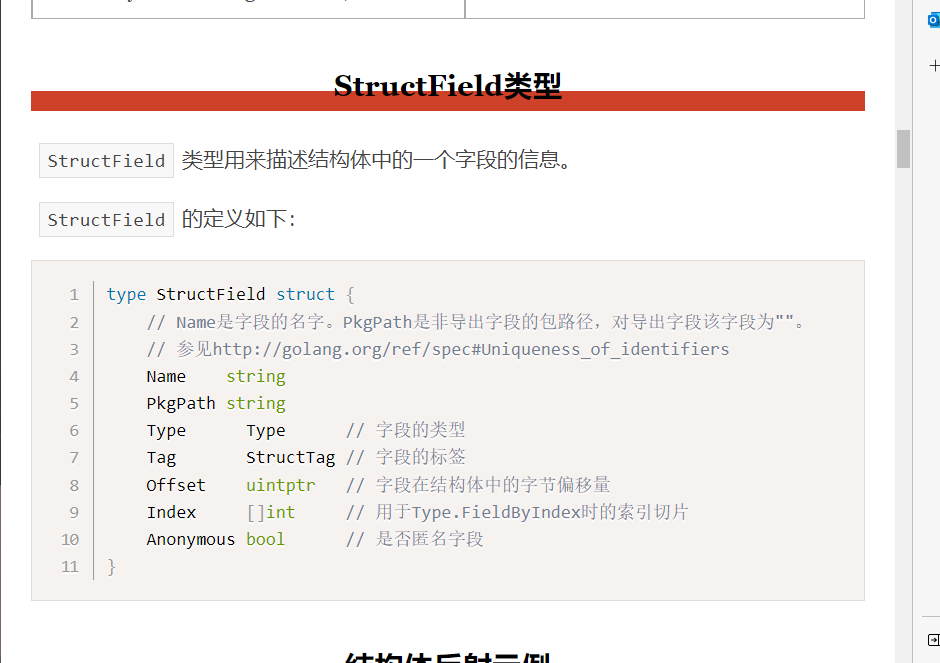 StructField类型
StructField 类型用来描述结构体中的一个字段的信息。
StructField 的定义如下：
1 type StructField struct {
2 // Name是字段的名字。PkgPath是非导出字段的包路径，对导出字段该字段为""。
3 // 参见http://golang.org/ref/spec#Uniqueness_of_identifiers
4 Name string
5 PkgPath string
6 Type Type // 字段的类型
7 Tag StructTag // 字段的标签
8 Offset uintptr // 字段在结构体中的字节偏移量
9 Index []int // 用于Type.FieldByIndex时的索引切片
10 Anonymous bool // 是否匿名字段
11 }
结构体反射示例